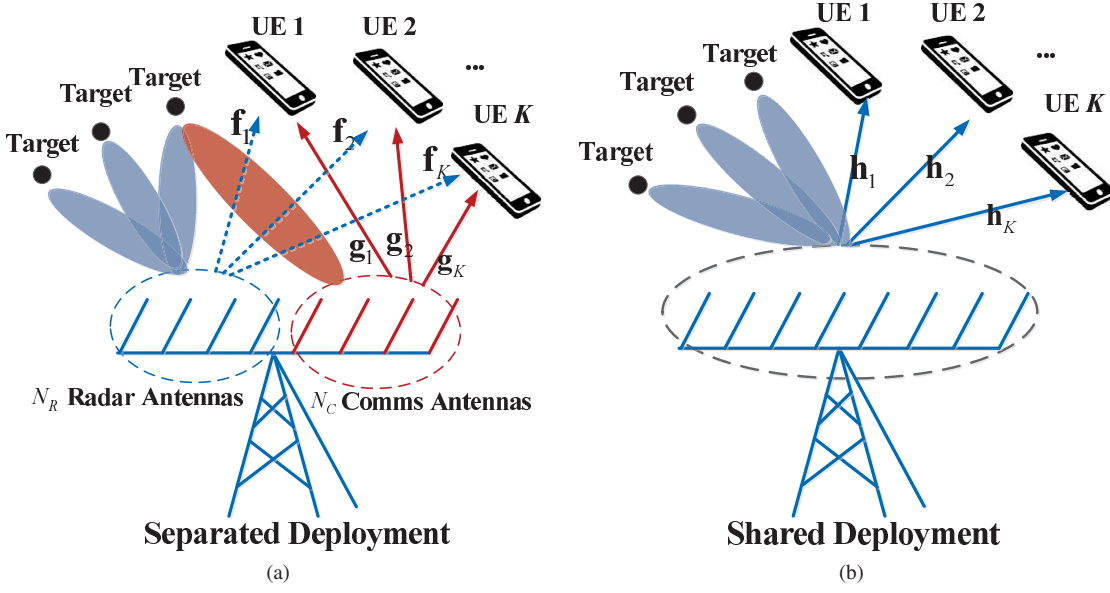 UE 1
UE 2
...
UE K
Target
Target
Target
f1
f2
fK
g1
g2
gK
NR Radar Antennas
NC Comms Antennas
Separated Deployment
(a)
UE 1
UE 2
...
UE K
Target
Target
Target
h1
h2
hK
Shared Deployment
(b)